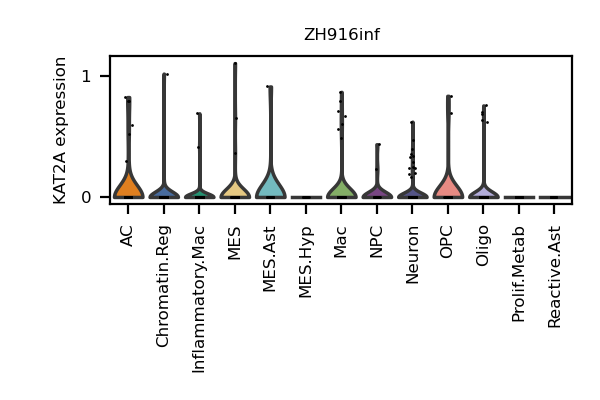 ZH916inf
KAT2A expression
1
0
AC
Chromatin.Reg
Inflammatory.Mac
MES
MES.Ast
MES.Hyp
Mac
NPC
Neuron
OPC
Oligo
Prolif.Metab
Reactive.Ast